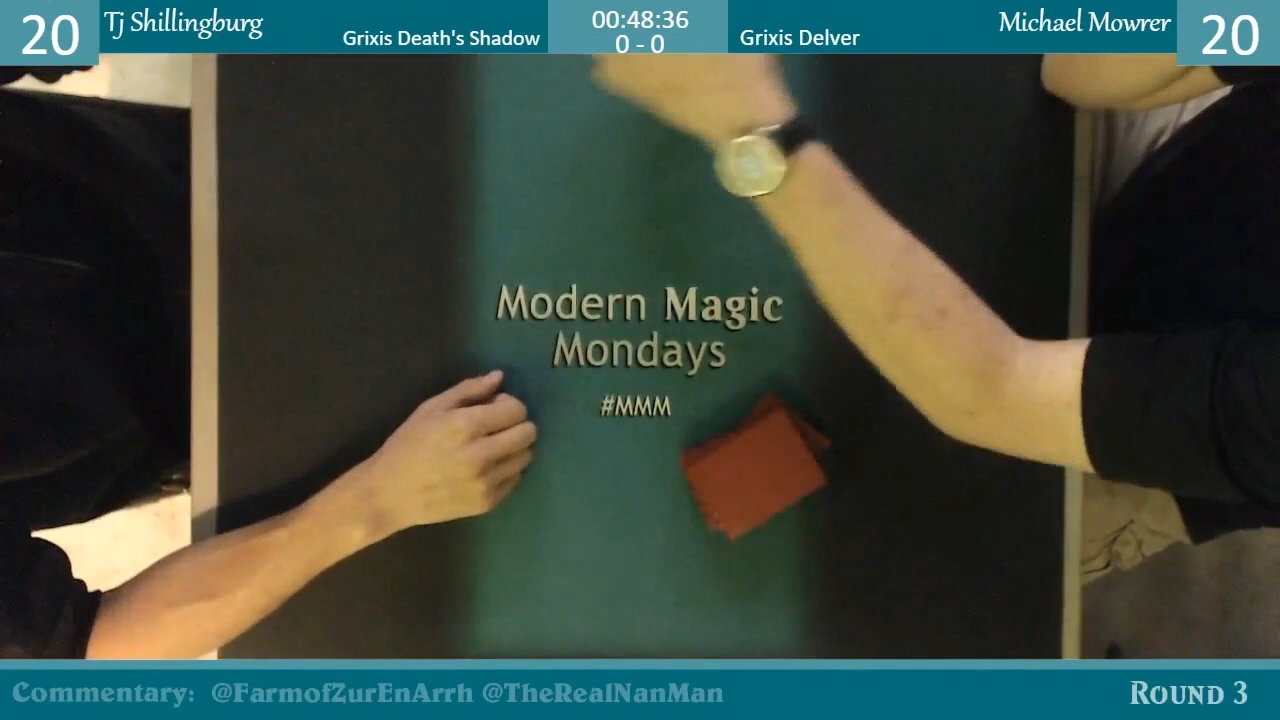 20
Tj Shillingburg
Grixis Death's Shadow
00:48:36
0 - 0
Grixis Delver
Michael Mowrer
20
Modern Magic
Mondays
#MMM
Commentary: @FarmofZurEnArrh @TheRealNanMan
Round 3